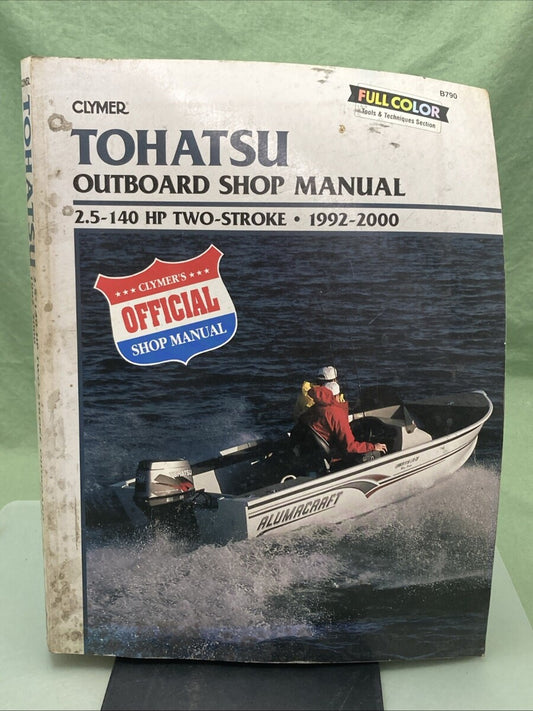 CLYMER®
FULL COLOR
Tools & Techniques Section
B790
TOHATSU
OUTBOARD SHOP MANUAL
2.5-140 HP TWO-STROKE • 1992-2000
CLYMER'S
OFFICIAL
SHOP MANUAL
TOHATSU
ALUMACRAFT
TOHATSU